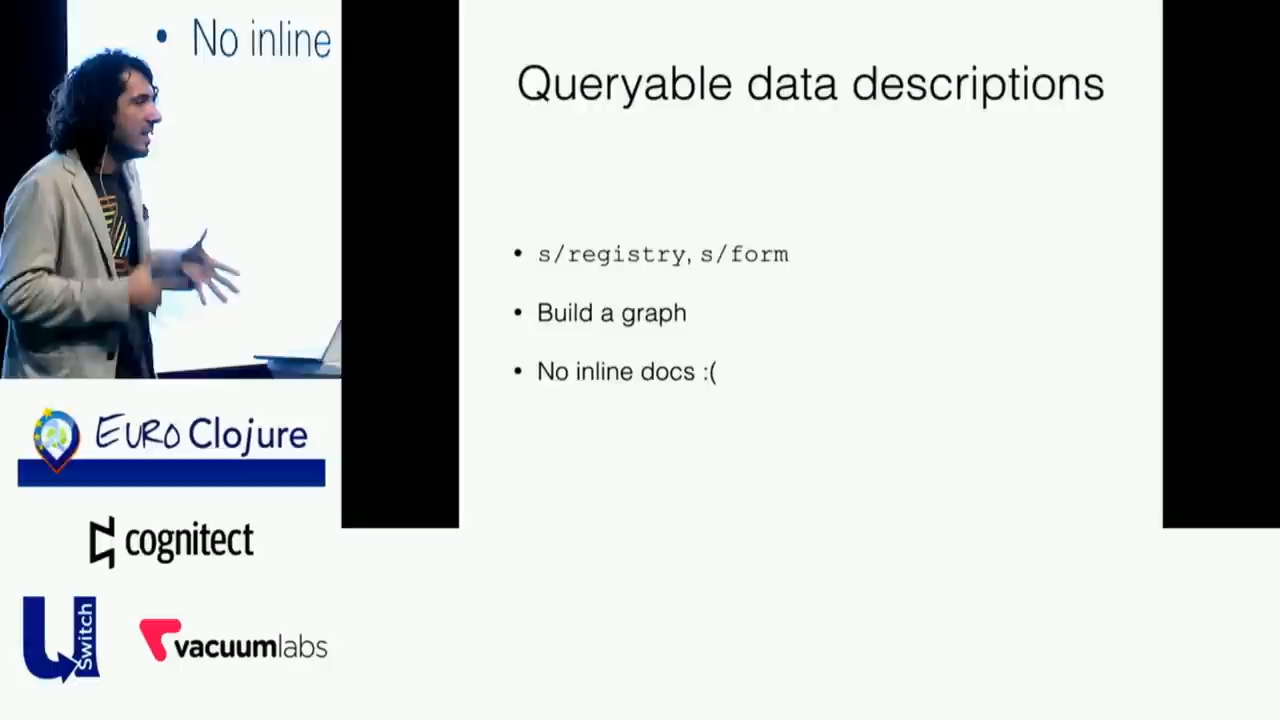 • No inline
Queryable data descriptions
• s/registry, s/form
• Build a graph
• No inline docs :(
EURO Clojure
cognitect
U Switch
vacuumlabs